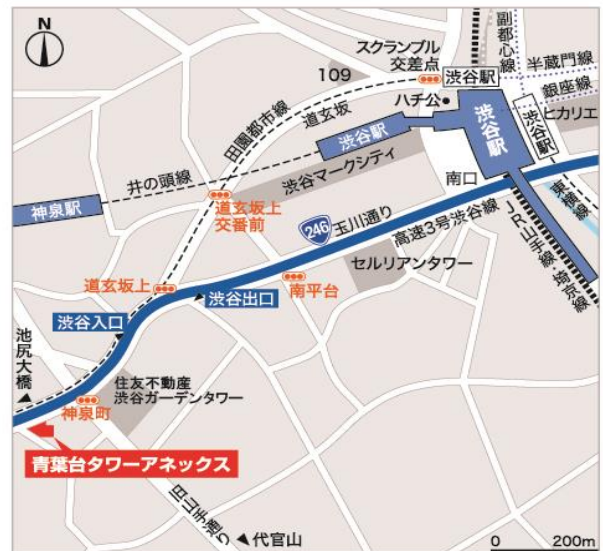 N
スクランブル
交差点
渋谷駅
副都心線
半蔵門線
銀座線
109
ハチ公
ヒカリエ
田園都市線
道玄坂
渋谷駅
渋谷駅
渋谷駅
井の頭線
渋谷マークシティ
神泉駅
南口
東横線
道玄坂上
交番前
246
玉川通り
高速3号渋谷線
JR山手線・埼京線
セルリアンタワー
道玄坂上
南平台
渋谷出口
渋谷入口
池尻大橋
住友不動産
渋谷ガーデンタワー
神泉町
青葉台タワーアネックス
旧山手通り
代官山
0 200m